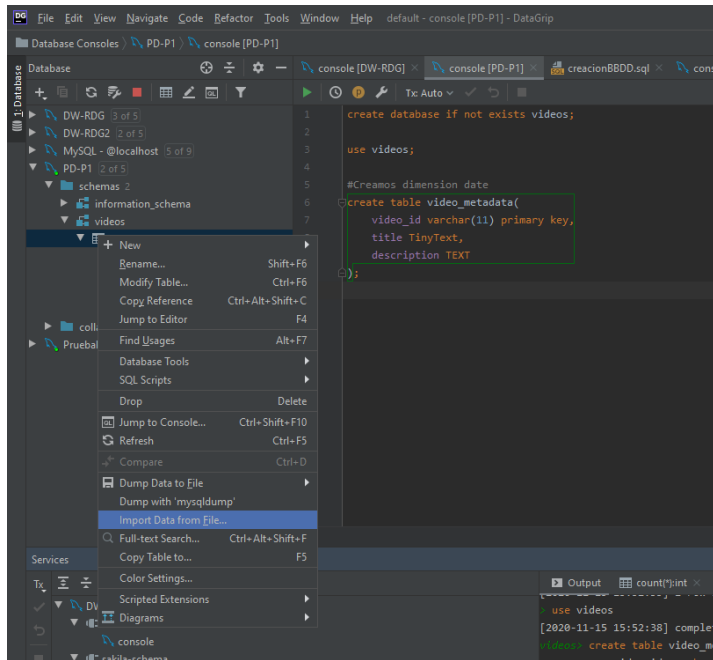 DG File Edit View Navigate Code Refactor Tools Window Help default - console [PD-P1] - DataGrip
Database Consoles PD-P1 console [PD-P1]
1: Database
Database
console [DW-RDG] console [PD-P1] creacionBBDD.sql
Tx: Auto
DW-RDG 3 of 5
DW-RDG2 2 of 5
MySQL - @localhost 5 of 9
PD-P1 2 of 5
schemas 2
information_schema
videos
1 create database if not exists videos;
2
3 use videos;
4
5 #Creamos dimension date
6 create table video_metadata(
video_id varchar(11) primary key,
title TinyText,
description TEXT
);
New
Rename... Shift+F6
Modify Table... Ctrl+F6
Copy Reference Ctrl+Alt+Shift+C
Jump to Editor F4
Find Usages Alt+F7
Database Tools
SQL Scripts
Drop Delete
QL Jump to Console... Ctrl+Shift+F10
Refresh Ctrl+F5
Compare Ctrl+D
Dump Data to File
Dump with 'mysqldump'
Import Data from File...
Full-text Search... Ctrl+Alt+Shift+F
Copy Table to... F5
Color Settings...
Scripted Extensions
Diagrams
Services
Tx
console
Output count(*):int
> use videos
[2020-11-15 15:52:38]
videos> create table